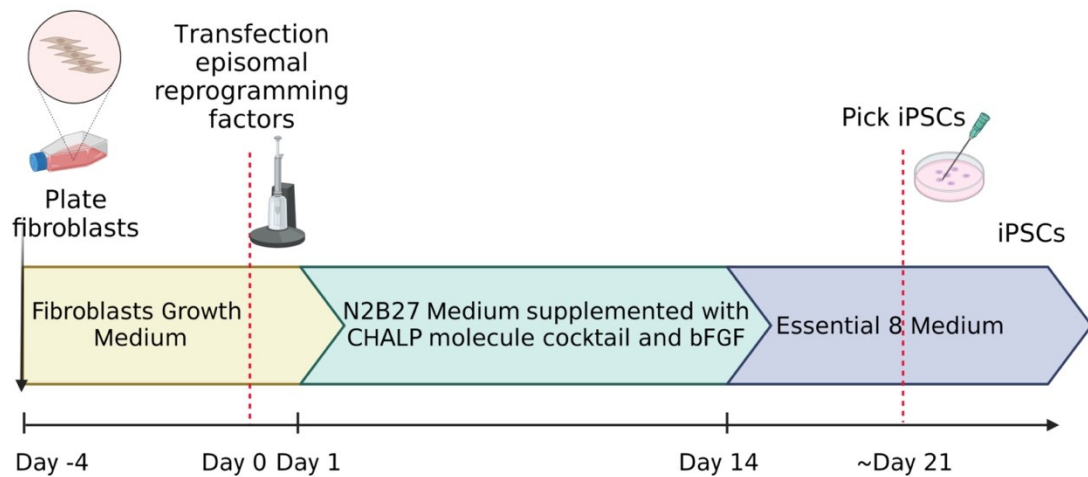 Transfection
episomal
reprogramming
factors
Pick iPSCs
Plate
fibroblasts
iPSCs
Fibroblasts Growth
Medium
N2B27 Medium supplemented with
CHALP molecule cocktail and bFGF
Essential 8 Medium
Day -4
Day 0
Day 1
Day 14
~Day 21